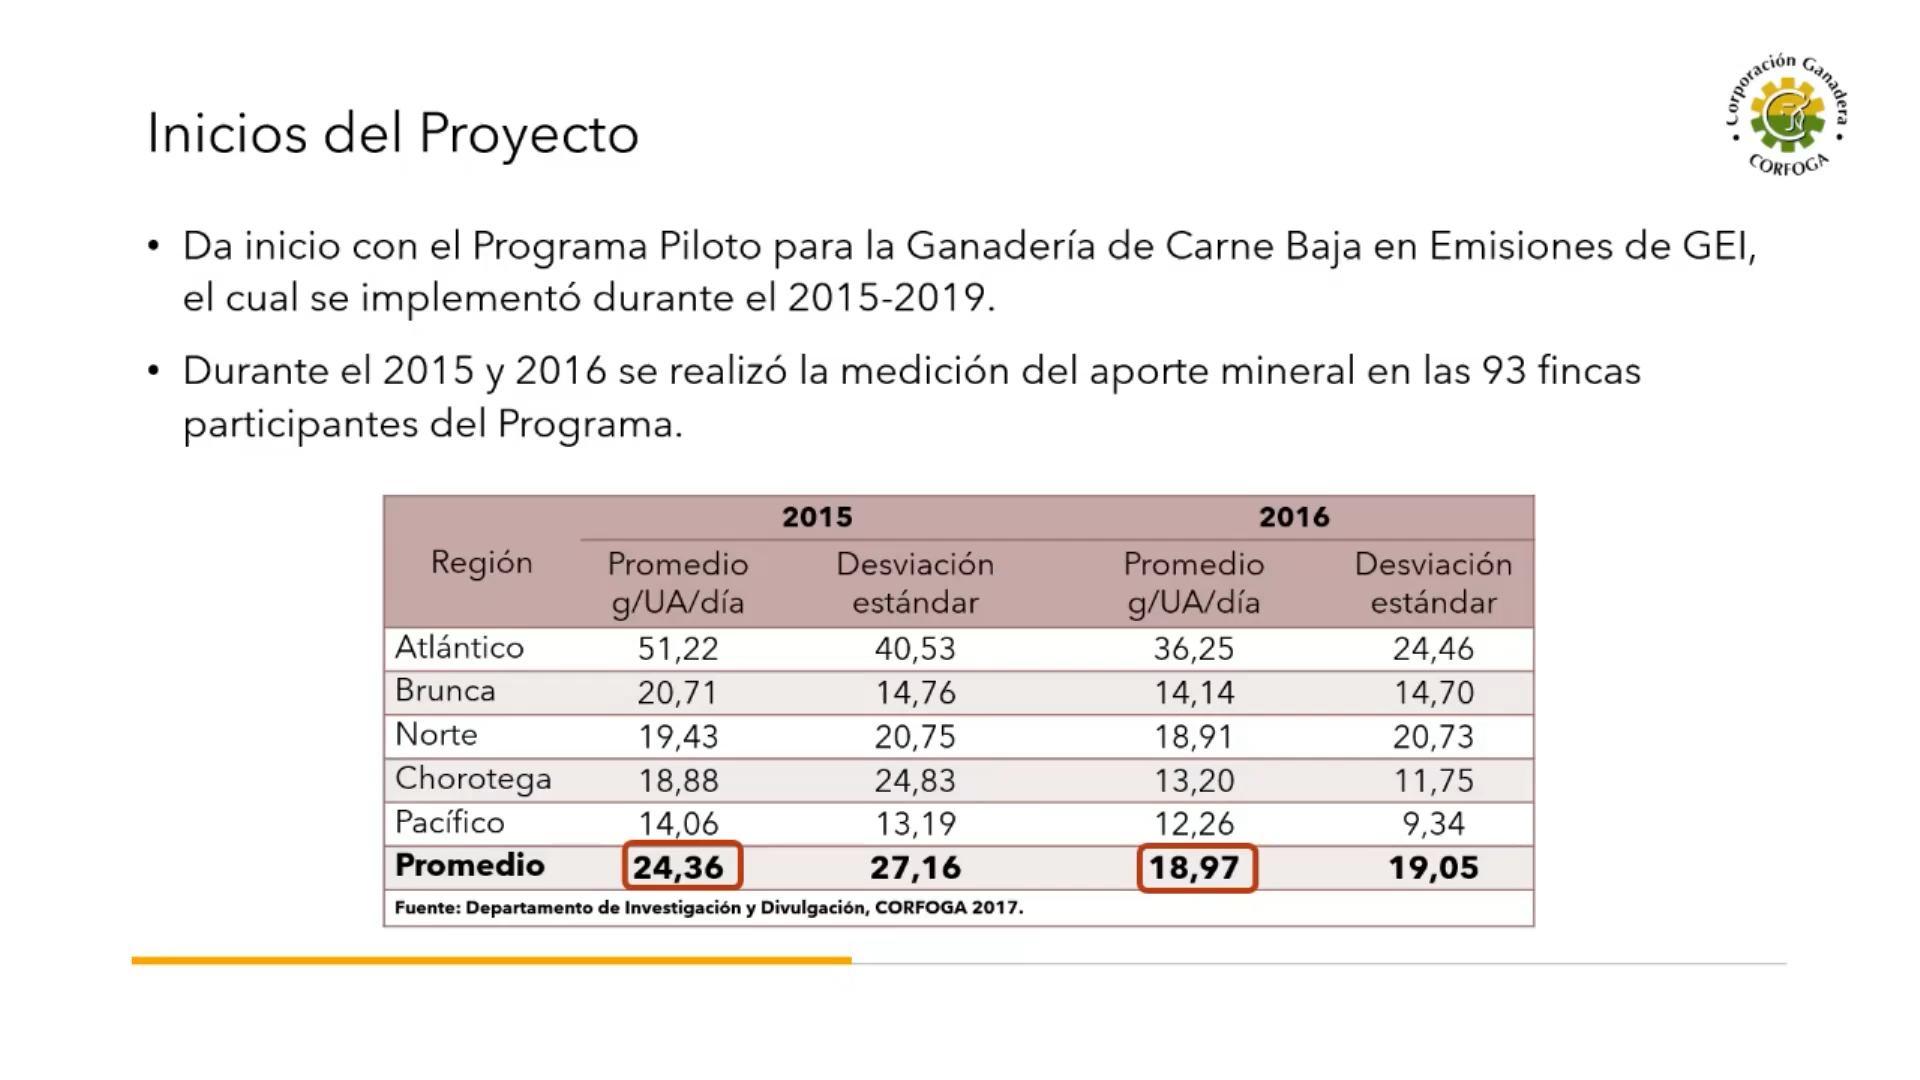 Corporación Ganadera
CORFOGA
Inicios del Proyecto
• Da inicio con el Programa Piloto para la Ganadería de Carne Baja en Emisiones de GEI,
el cual se implementó durante el 2015-2019.
• Durante el 2015 y 2016 se realizó la medición del aporte mineral en las 93 fincas
participantes del Programa.
2015 2016
Región Promedio g/UA/día Desviación estándar Promedio g/UA/día Desviación estándar
Atlántico 51,22 40,53 36,25 24,46
Brunca 20,71 14,76 14,14 14,70
Norte 19,43 20,75 18,91 20,73
Chorotega 18,88 24,83 13,20 11,75
Pacífico 14,06 13,19 12,26 9,34
Promedio 24,36 27,16 18,97 19,05
Fuente: Departamento de Investigación y Divulgación, CORFOGA 2017.